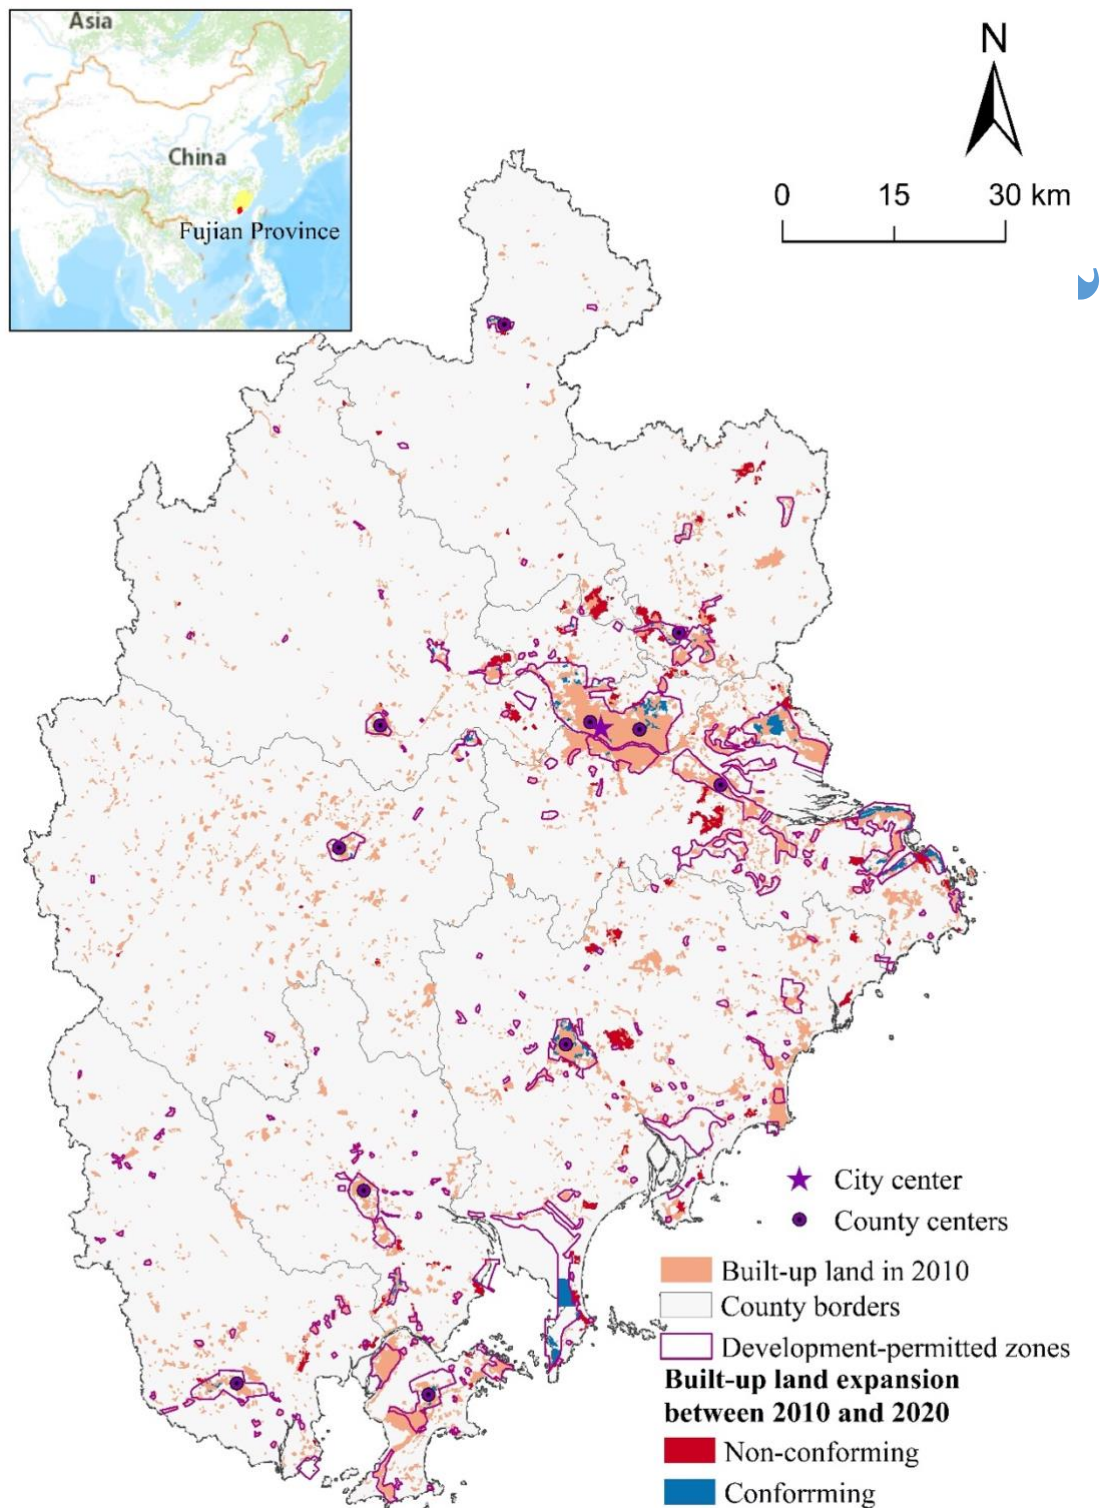 Asia
China
Fujian Province
N
0 15 30 km
City center
County centers
Built-up land in 2010
County borders
Development-permitted zones
Built-up land expansion
between 2010 and 2020
Non-conforming
Conforrming